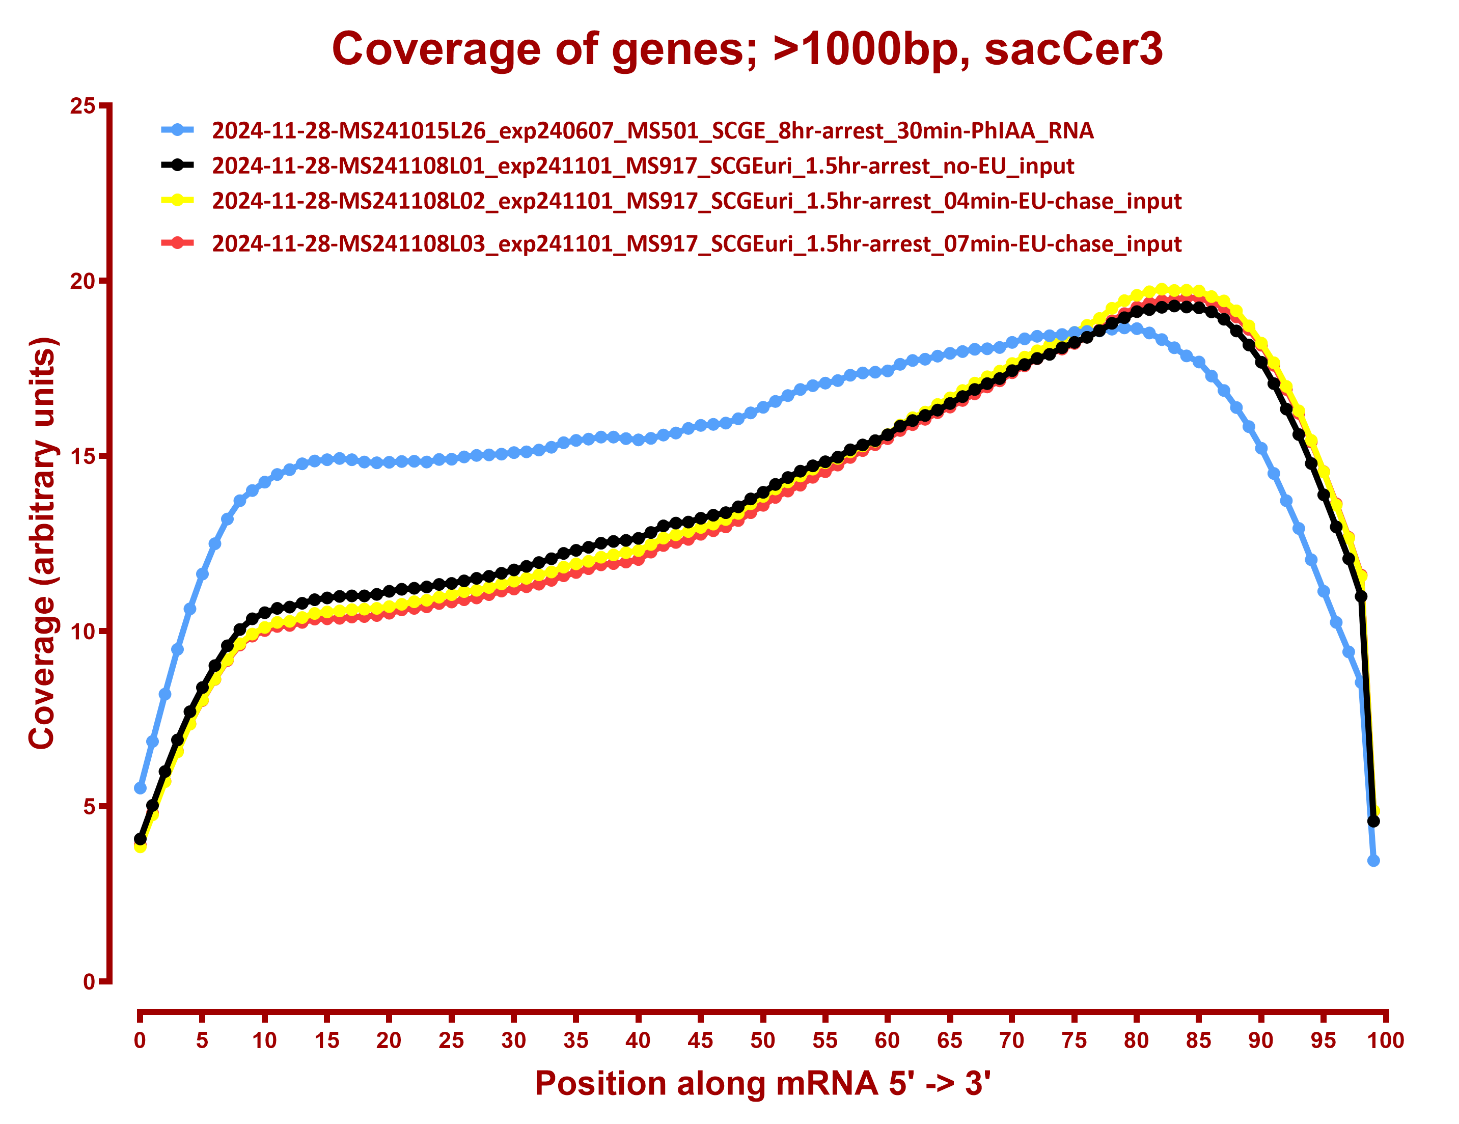 Coverage of genes; >1000bp, sacCer3
25
2024-11-28-MS241015L26_exp240607_MS501_SCGE_8hr-arrest_30min-PhIAA_RNA
2024-11-28-MS241108L01_exp241101_MS917_SCGEuri_1.5hr-arrest_no-EU_input
2024-11-28-MS241108L02_exp241101_MS917_SCGEuri_1.5hr-arrest_04min-EU-chase_input
2024-11-28-MS241108L03_exp241101_MS917_SCGEuri_1.5hr-arrest_07min-EU-chase_input
20
15
10
5
0
Coverage (arbitrary units)
0 5 10 15 20 25 30 35 40 45 50 55 60 65 70 75 80 85 90 95 100
Position along mRNA 5' -> 3'